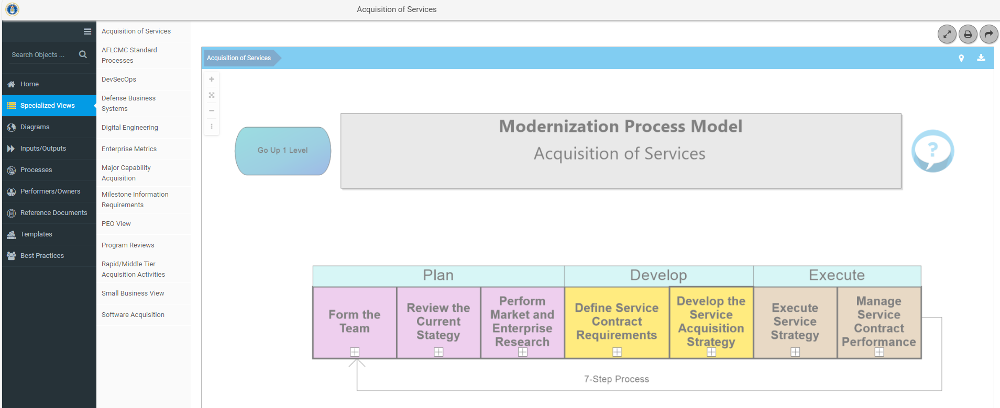 Acquisition of Services
Search Objects ...
Home
Specialized Views
Diagrams
Inputs/Outputs
Processes
Performers/Owners
Reference Documents
Templates
Best Practices
Acquisition of Services
AFLCMC Standard
Processes
DevSecOps
Defense Business
Systems
Digital Engineering
Enterprise Metrics
Major Capability
Acquisition
Milestone Information
Requirements
PEO View
Program Reviews
Rapid/Middle Tier
Acquisition Activities
Small Business View
Software Acquisition
Acquisition of Services
Go Up 1 Level
Modernization Process Model
Acquisition of Services
?
Plan
Develop
Execute
Form the
Team
Review the
Current
Stategy
Perform
Market and
Enterprise
Research
Define Service
Contract
Requirements
Develop the
Service
Acquisition
Strategy
Execute
Service
Strategy
Manage
Service
Contract
Performance
7-Step Process